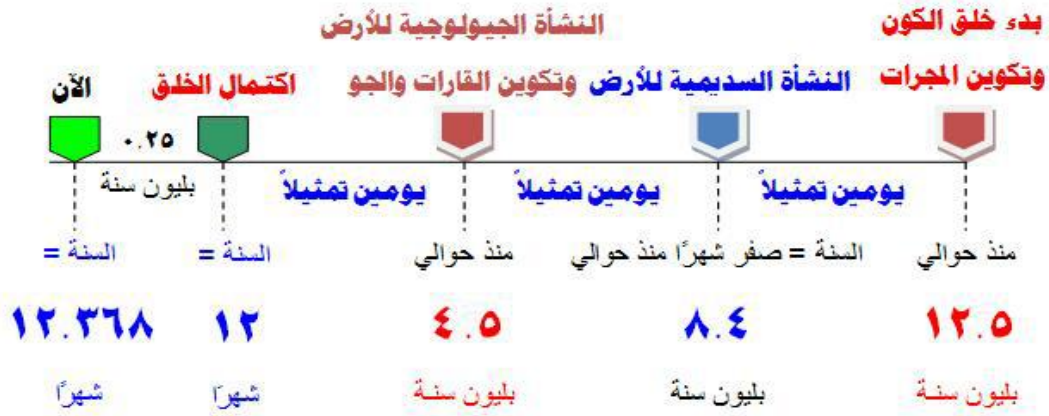 بدء خلق الكون
وتكوين المجرات
النشأة السديمية للأرض
النشأة الجيولوجية للأرض
وتكوين القارات والجو
اكتمال الخلق
الآن
٠.٢٥
بليون سنة
يومين تمثيلاً
يومين تمثيلاً
يومين تمثيلاً
منذ حوالي
١٢.٥
بليون سنة
السنة = صفر شهرًا منذ حوالي
٨.٤
بليون سنة
منذ حوالي
٤.٥
بليون سنة
السنة =
١٢
شهرًا
السنة =
١٢.٣٦٨
شهرًا